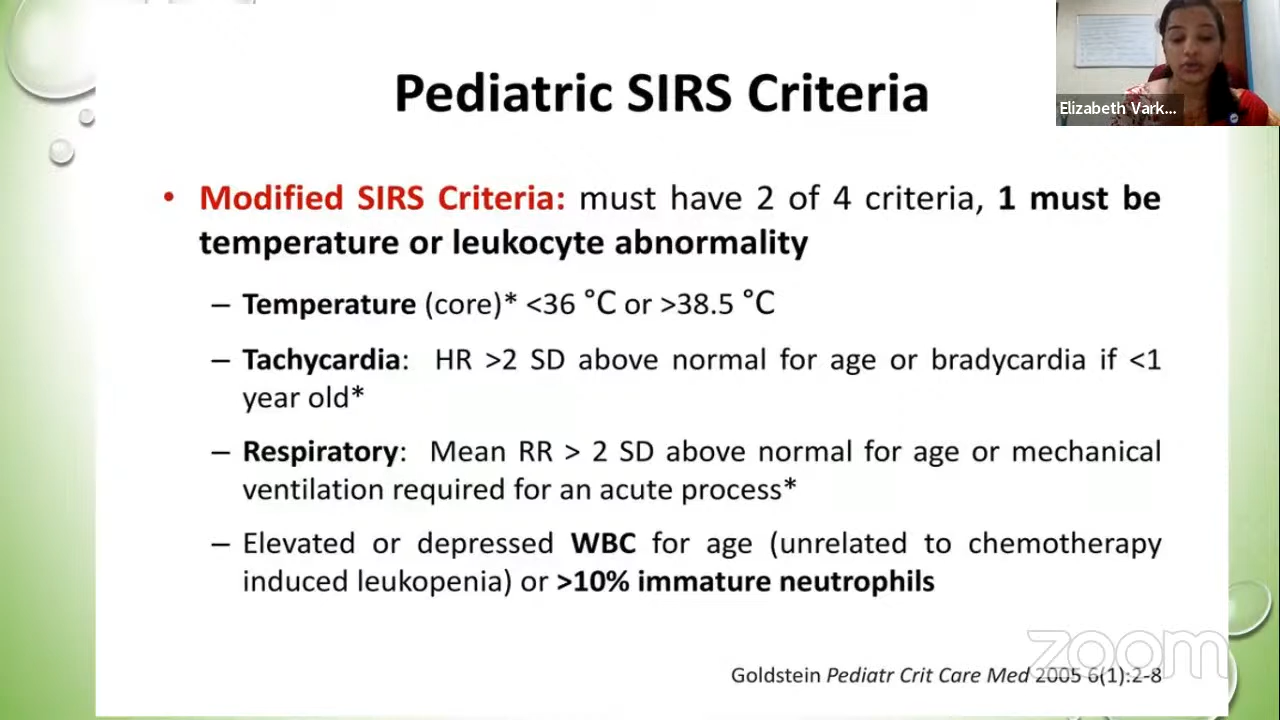 Pediatric SIRS Criteria
Elizabeth Vark...
• Modified SIRS Criteria: must have 2 of 4 criteria, 1 must be
temperature or leukocyte abnormality
– Temperature (core)* <36 °C or >38.5 °C
– Tachycardia: HR >2 SD above normal for age or bradycardia if <1
year old*
– Respiratory: Mean RR > 2 SD above normal for age or mechanical
ventilation required for an acute process*
– Elevated or depressed WBC for age (unrelated to chemotherapy
induced leukopenia) or >10% immature neutrophils
zoom
Goldstein Pediatr Crit Care Med 2005 6(1):2-8